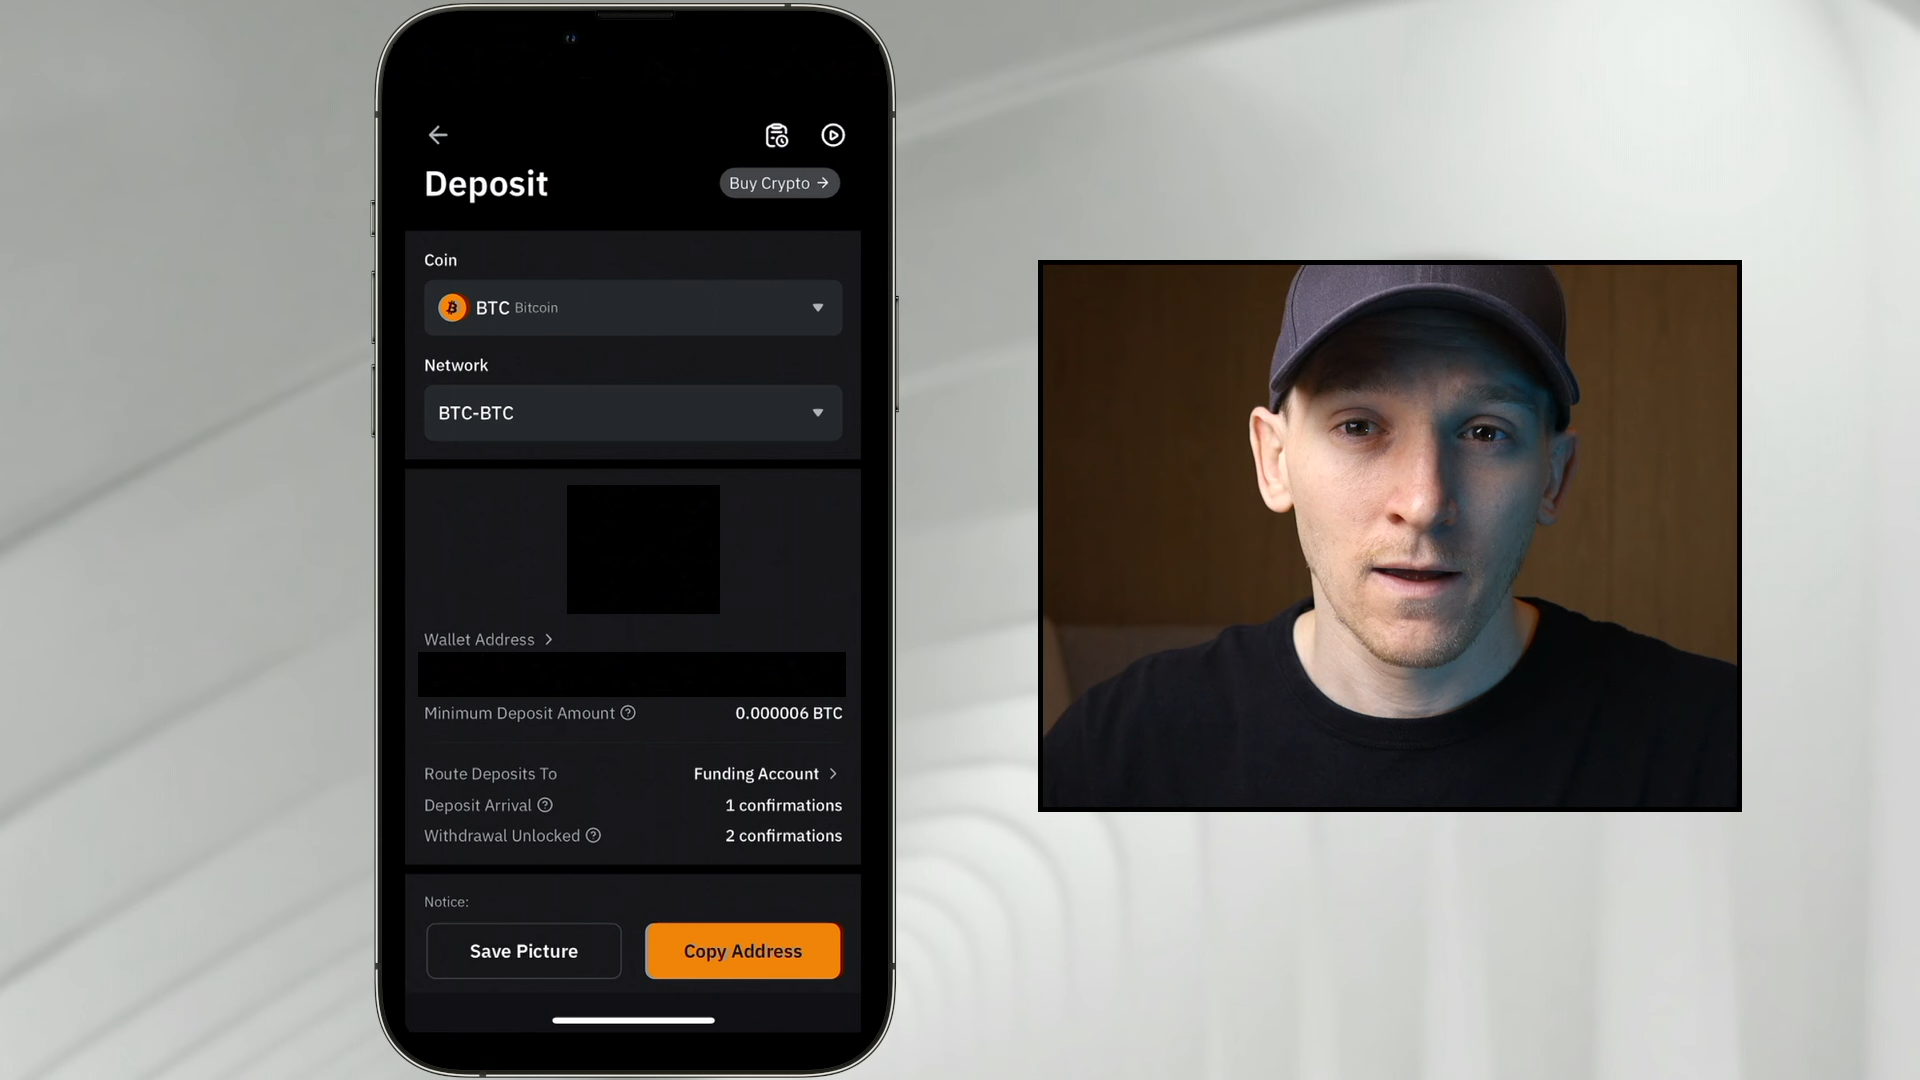 Deposit
Buy Crypto →
Coin
BTC Bitcoin
Network
BTC-BTC
Wallet Address >
Minimum Deposit Amount ? 0.000006 BTC
Route Deposits To Funding Account >
Deposit Arrival ? 1 confirmations
Withdrawal Unlocked ? 2 confirmations
Notice:
Save Picture
Copy Address